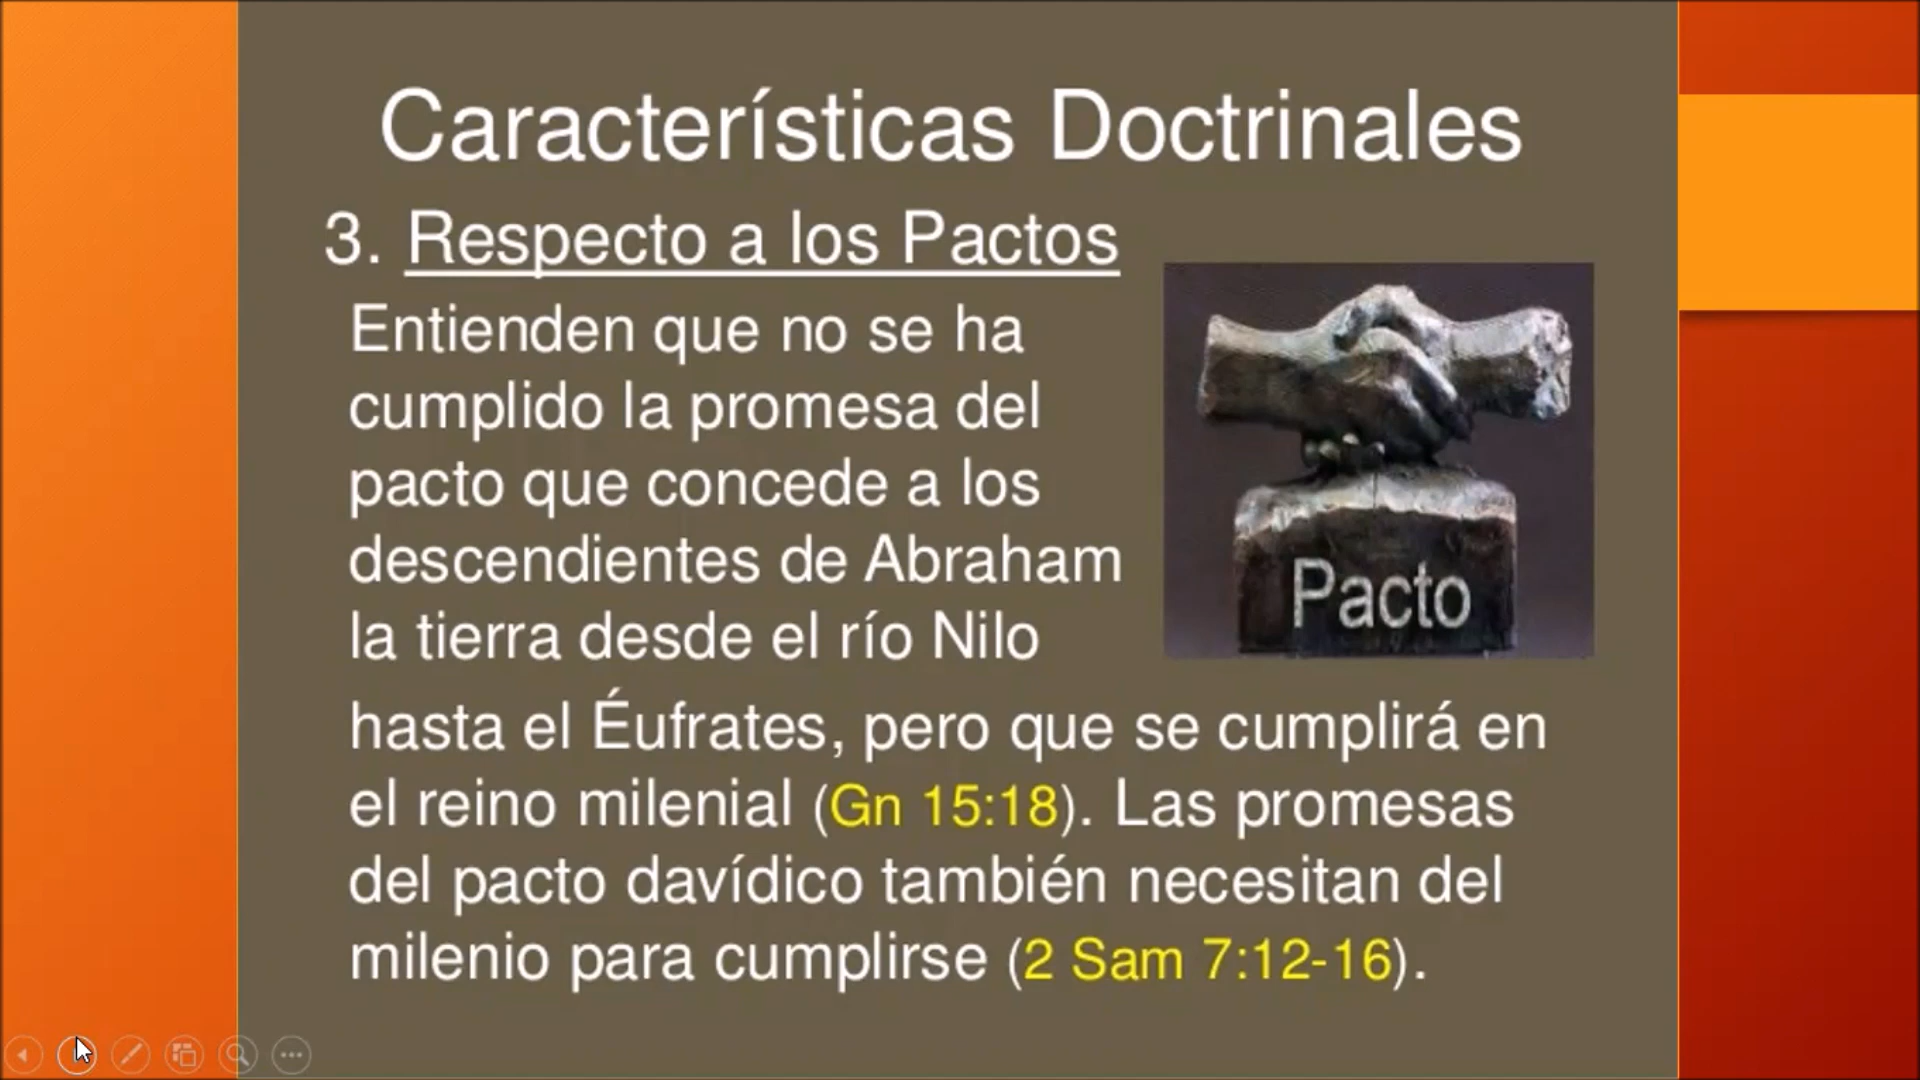 Características Doctrinales
3. Respecto a los Pactos
Entienden que no se ha
cumplido la promesa del
pacto que concede a los
descendientes de Abraham
la tierra desde el río Nilo
hasta el Éufrates, pero que se cumplirá en
el reino milenial (Gn 15:18). Las promesas
del pacto davídico también necesitan del
milenio para cumplirse (2 Sam 7:12-16).
Pacto